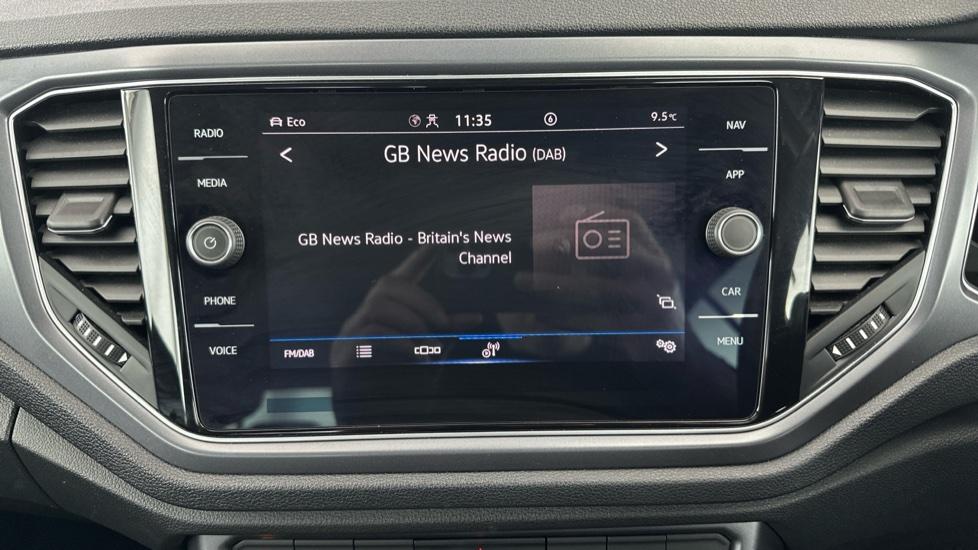 RADIO
MEDIA
PHONE
VOICE
Eco
11:35
6
9.5°C
< GB News Radio (DAB) >
GB News Radio - Britain's News
Channel
FM/DAB
NAV
APP
CAR
MENU